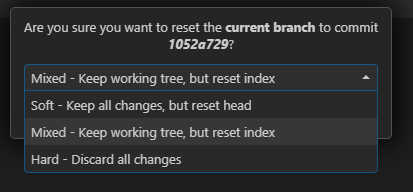 Are you sure you want to reset the current branch to commit
1052a729?
Mixed - Keep working tree, but reset index
Soft - Keep all changes, but reset head
Mixed - Keep working tree, but reset index
Hard - Discard all changes